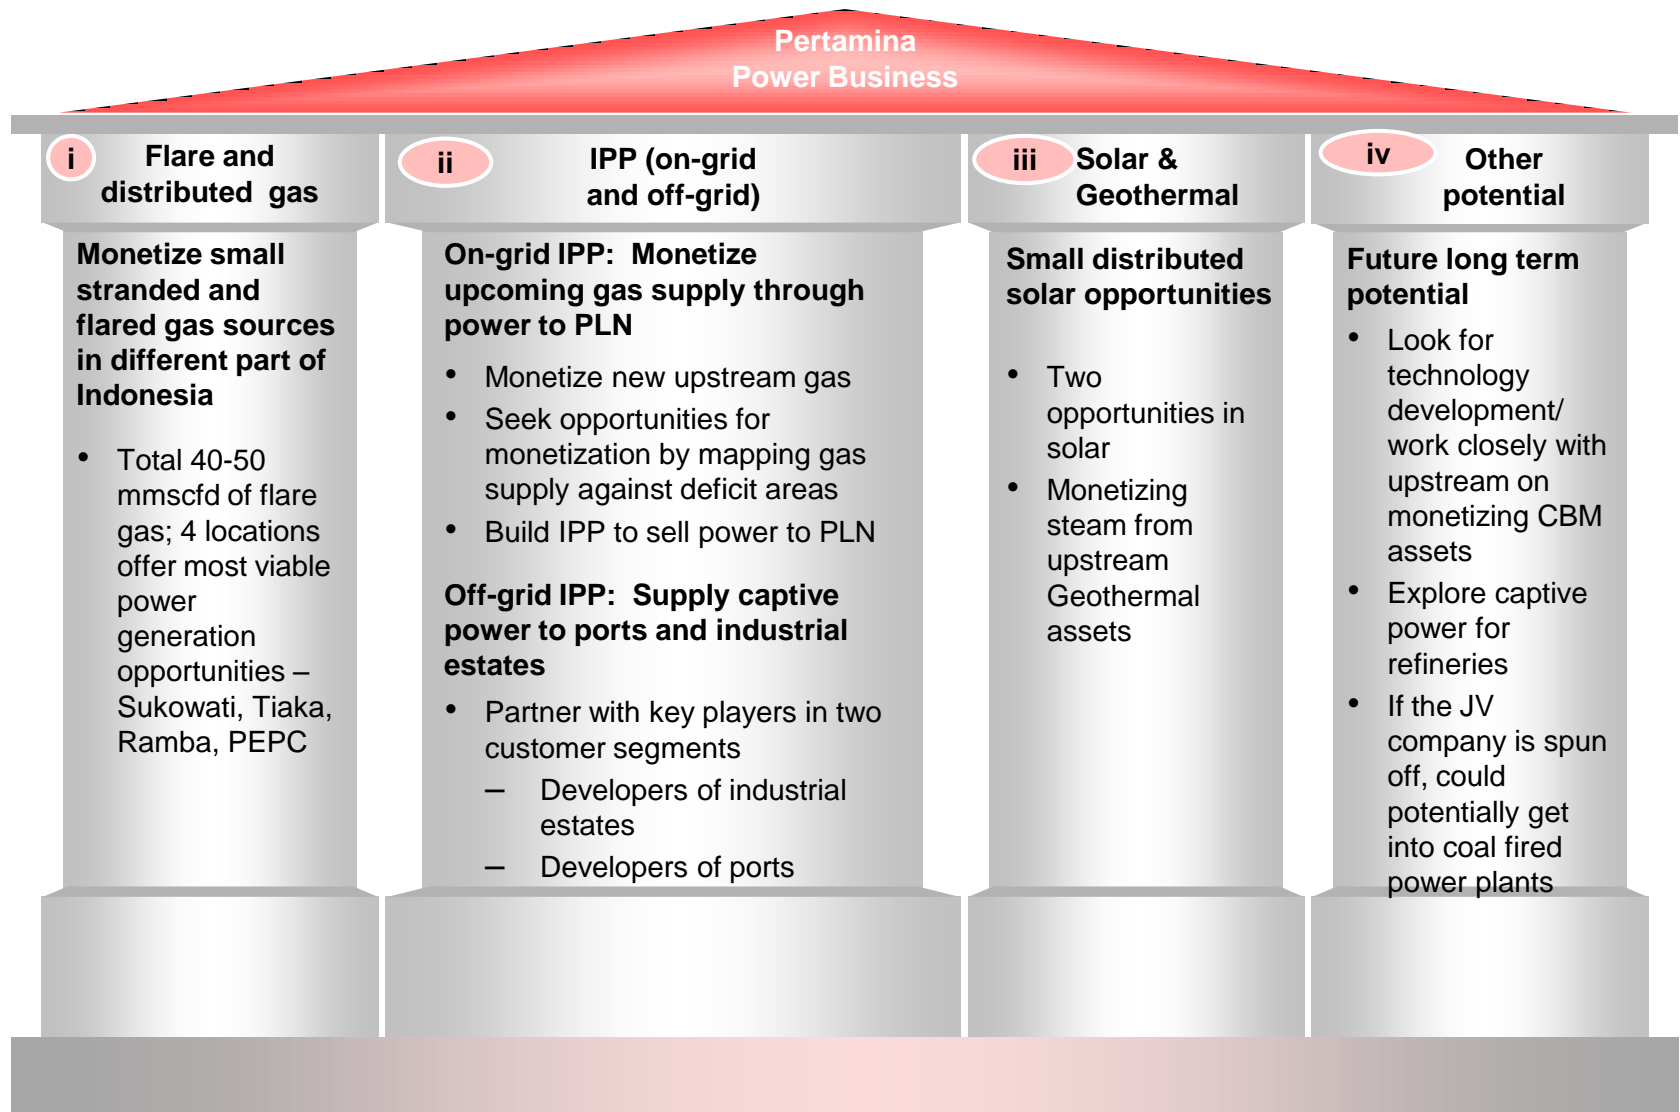 Pertamina
Power Business
i
Flare and
distributed gas
Monetize small
stranded and
flared gas sources
in different part of
Indonesia
• Total 40-50
mmscfd of flare
gas; 4 locations
offer most viable
power
generation
opportunities –
Sukowati, Tiaka,
Ramba, PEPC
ii
IPP (on-grid
and off-grid)
On-grid IPP: Monetize
upcoming gas supply through
power to PLN
• Monetize new upstream gas
• Seek opportunities for
monetization by mapping gas
supply against deficit areas
• Build IPP to sell power to PLN
Off-grid IPP: Supply captive
power to ports and industrial
estates
• Partner with key players in two
customer segments
– Developers of industrial
estates
– Developers of ports
iii
Solar &
Geothermal
Small distributed
solar opportunities
• Two
opportunities in
solar
• Monetizing
steam from
upstream
Geothermal
assets
iv
Other
potential
Future long term
potential
• Look for
technology
development/
work closely with
upstream on
monetizing CBM
assets
• Explore captive
power for
refineries
• If the JV
company is spun
off, could
potentially get
into coal fired
power plants